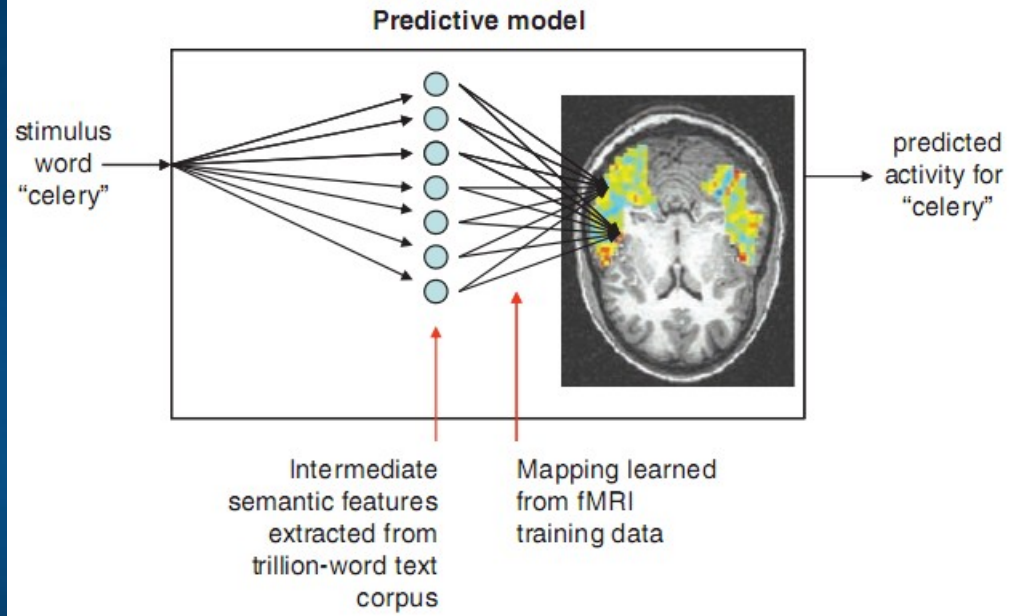 Predictive model
stimulus
word
"celery"
predicted
activity for
"celery"
Intermediate
semantic features
extracted from
trillion-word text
corpus
Mapping learned
from fMRI
training data